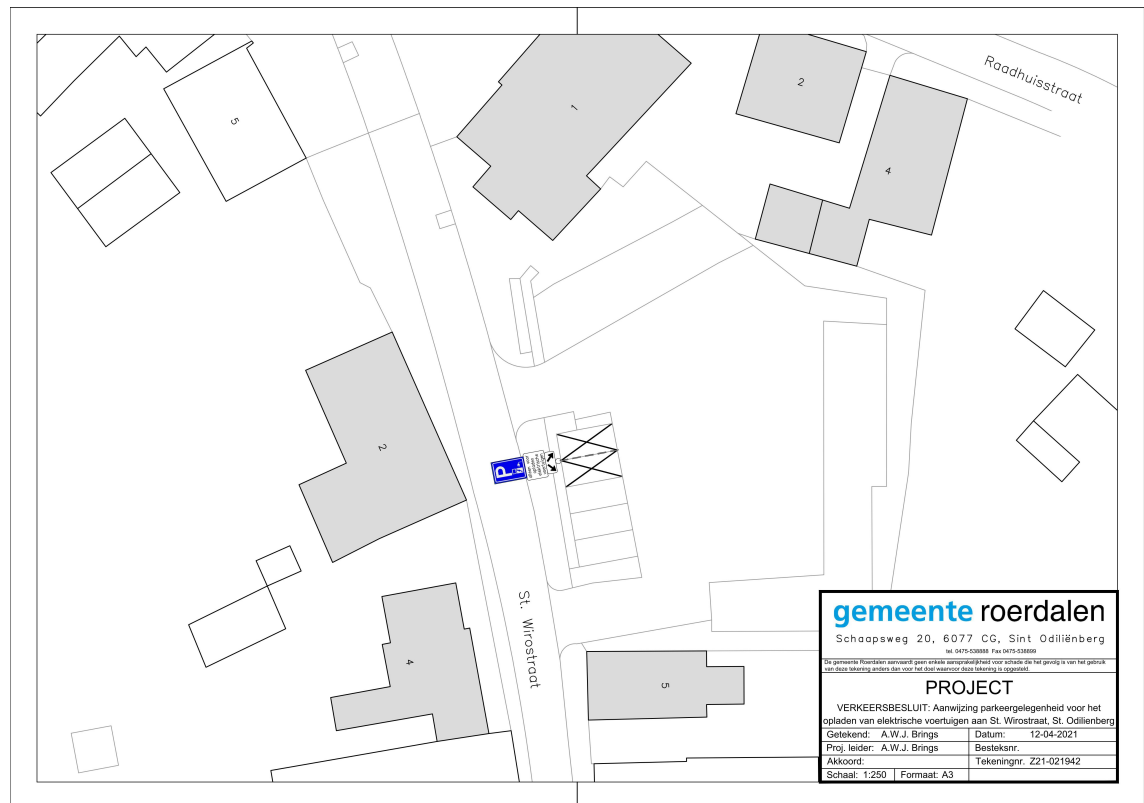 Raadhuisstraat
5
1
2
4
2
P
St. Wirostraat
4
5
gemeente roerdalen
Schaapsweg 20, 6077 CG, Sint Odiliënberg
tel. 0475-538888 Fax 0475-538899
De gemeente Roerdalen aanvaardt geen enkele aansprakelijkheid voor schade die het gevolg is van het gebruik
van deze tekening anders dan voor het doel waarvoor deze tekening is opgesteld.
PROJECT
VERKEERSBESLUIT: Aanwijzing parkeergelegenheid voor het
opladen van elektrische voertuigen aan St. Wirostraat, St. Odilienberg
Getekend: A.W.J. Brings Datum: 12-04-2021
Proj. leider: A.W.J. Brings Besteksnr.
Akkoord: Tekeningnr. Z21-021942
Schaal: 1:250 Formaat: A3